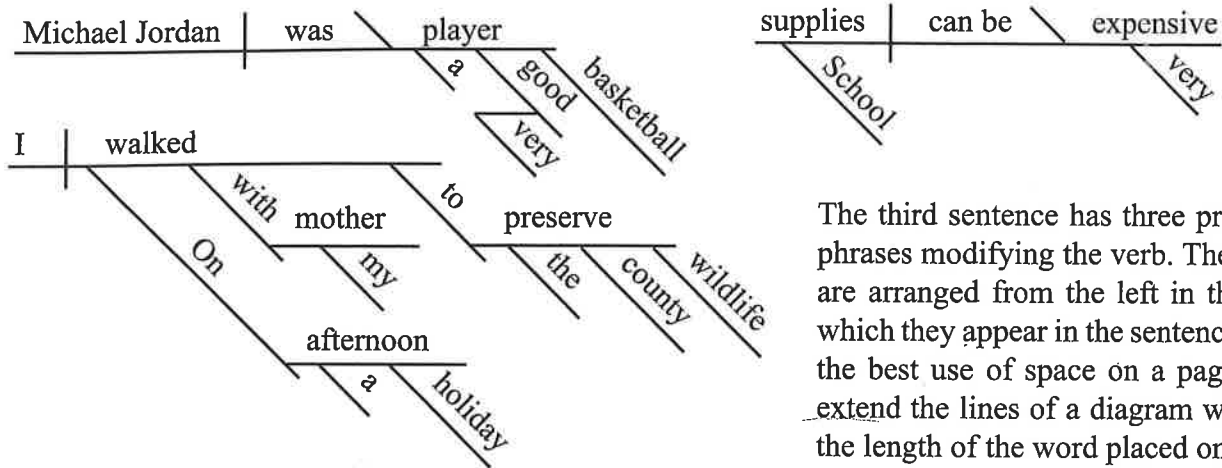 Michael Jordan was player
a good basketball
very
supplies can be expensive
School very
I walked
with mother
my
to preserve
the county wildlife
On afternoon
a holiday
The third sentence has three pr
phrases modifying the verb. The
are arranged from the left in th
which they appear in the sentence
the best use of space on a pag
extend the lines of a diagram w
the length of the word placed on